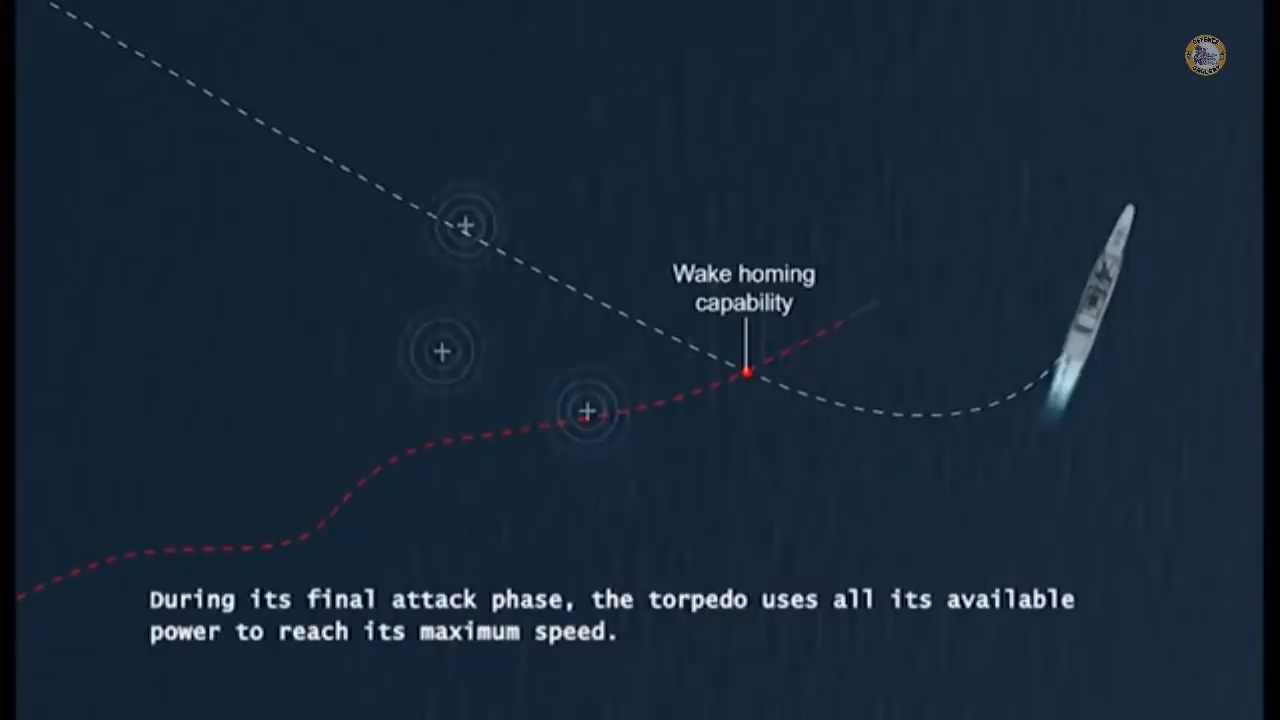 DEFENCE
Wake homing
capability
During its final attack phase, the torpedo uses all its available
power to reach its maximum speed.